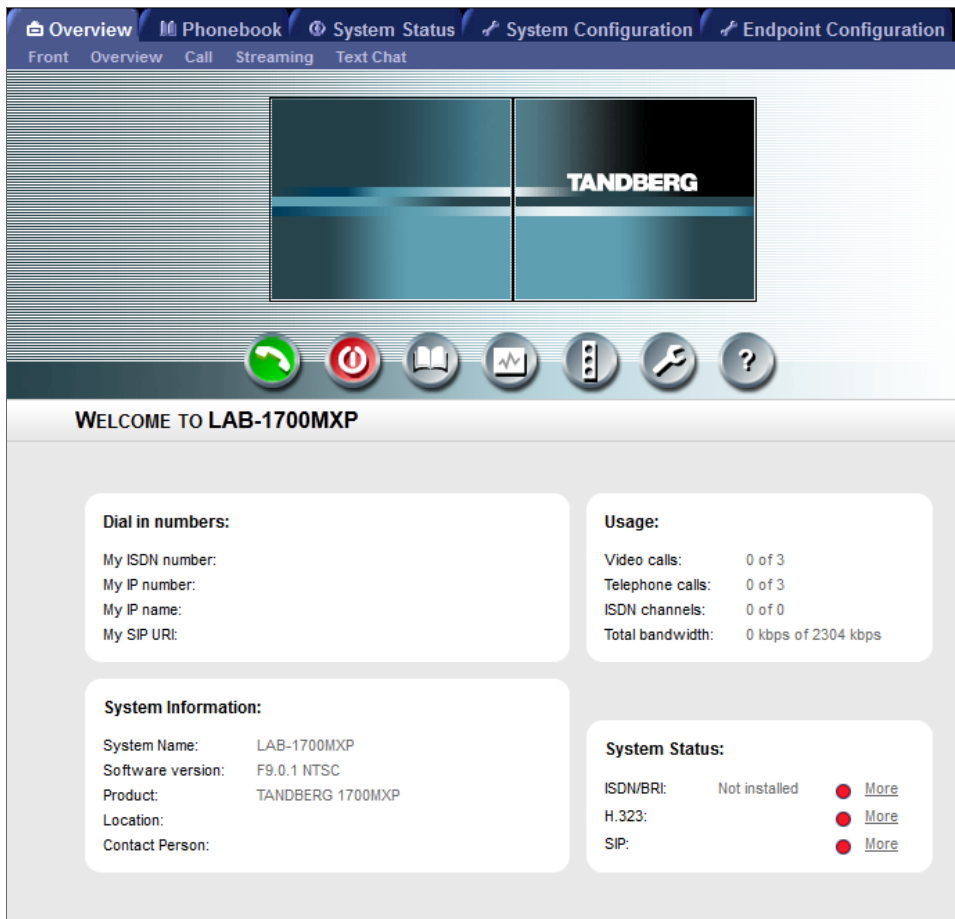 Overview Phonebook System Status System Configuration Endpoint Configuration
Front Overview Call Streaming Text Chat
TANDBERG
?
WELCOME TO LAB-1700MXP
Dial in numbers:
My ISDN number:
My IP number:
My IP name:
My SIP URI:
Usage:
Video calls: 0 of 3
Telephone calls: 0 of 3
ISDN channels: 0 of 0
Total bandwidth: 0 kbps of 2304 kbps
System Information:
System Name: LAB-1700MXP
Software version: F9.0.1 NTSC
Product: TANDBERG 1700MXP
Location:
Contact Person:
System Status:
ISDN/BRI: Not installed More
H.323: More
SIP: More